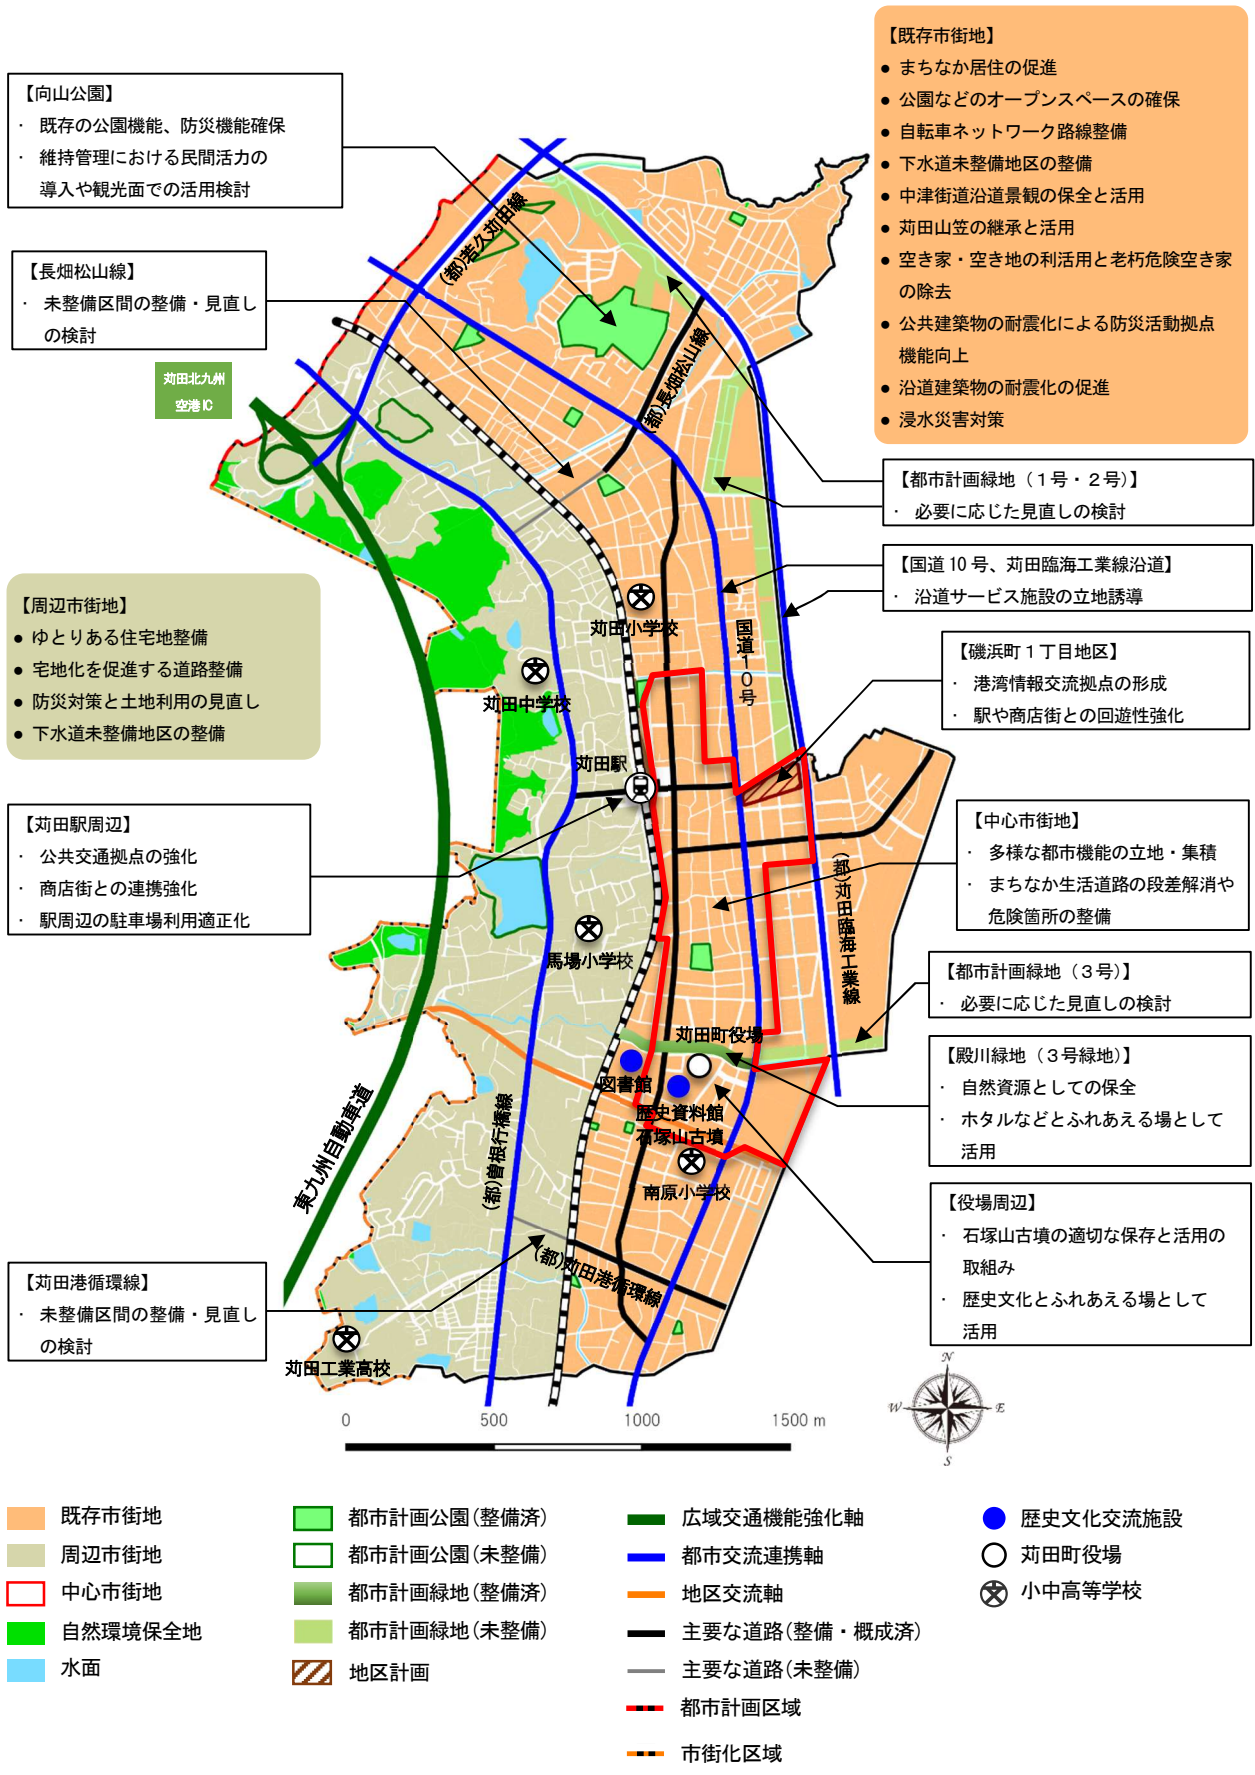 【既存市街地】
● まちなか居住の促進
● 公園などのオープンスペースの確保
● 自転車ネットワーク路線整備
● 下水道未整備地区の整備
● 中津街道沿道景観の保全と活用
● 苅田山笠の継承と活用
● 空き家・空き地の利活用と老朽危険空き家
の除去
● 公共建築物の耐震化による防災活動拠点
機能向上
● 沿道建築物の耐震化の促進
● 浸水災害対策
【向山公園】
・ 既存の公園機能、防災機能確保
・ 維持管理における民間活力の
導入や観光面での活用検討
【長畑松山線】
・ 未整備区間の整備・見直し
の検討
苅田北九州
空港IC
(都)若久苅田線
(都)長畑松山線
【都市計画緑地（１号・２号）】
・ 必要に応じた見直しの検討
【国道10号、苅田臨海工業線沿道】
・ 沿道サービス施設の立地誘導
【周辺市街地】
● ゆとりある住宅地整備
● 宅地化を促進する道路整備
● 防災対策と土地利用の見直し
● 下水道未整備地区の整備
苅田小学校
国道10号
苅田中学校
【磯浜町１丁目地区】
・ 港湾情報交流拠点の形成
・ 駅や商店街との回遊性強化
苅田駅
【苅田駅周辺】
・ 公共交通拠点の強化
・ 商店街との連携強化
・ 駅周辺の駐車場利用適正化
【中心市街地】
・ 多様な都市機能の立地・集積
・ まちなか生活道路の段差解消や
危険箇所の整備
(都)苅田臨海工業線
馬場小学校
【都市計画緑地（３号）】
・ 必要に応じた見直しの検討
苅田町役場
図書館
歴史資料館
石塚山古墳
【殿川緑地（３号緑地）】
・ 自然資源としての保全
・ ホタルなどとふれあえる場として
活用
東九州自動車道
(都)曽根行橋線
南原小学校
【役場周辺】
・ 石塚山古墳の適切な保存と活用の
取組み
・ 歴史文化とふれあえる場として
活用
(都)苅田港循環線
【苅田港循環線】
・ 未整備区間の整備・見直し
の検討
苅田工業高校
N
W
E
S
0 500 1000 1500 m
既存市街地
周辺市街地
中心市街地
自然環境保全地
水面
都市計画公園(整備済)
都市計画公園(未整備)
都市計画緑地(整備済)
都市計画緑地(未整備)
地区計画
広域交通機能強化軸
都市交流連携軸
地区交流軸
主要な道路(整備・概成済)
主要な道路(未整備)
都市計画区域
市街化区域
歴史文化交流施設
苅田町役場
小中高等学校